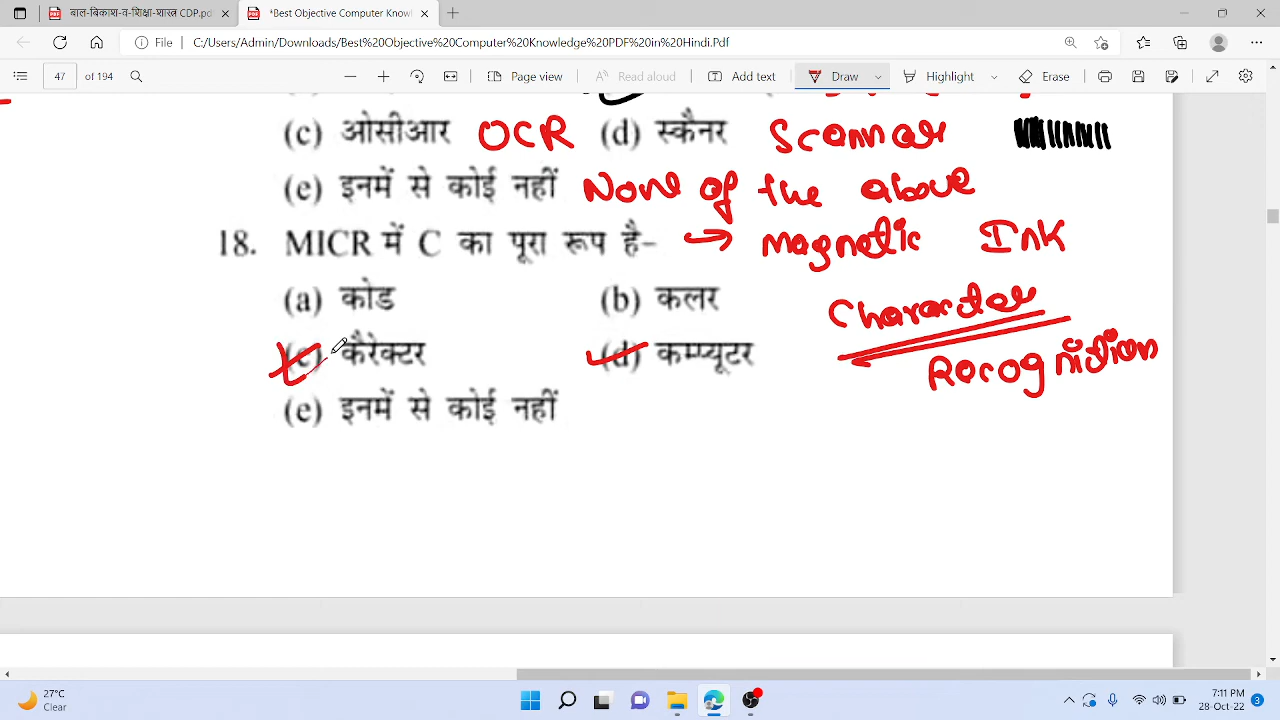 बाल-विकास-व-शिक्षा-शास्त्र CDP.pdf *Best Objective Computer Knowl
File C:/Users/Admin/Downloads/Best%20Objective%20Computer%20Knowledge%20PDF%20in%20Hindi.Pdf
47 of 194 Page view Read aloud Add text Draw Highlight Erase
(c) ओसीआर OCR (d) स्कैनर Scannar
(e) इनमें से कोई नहीं None of the above
18. MICR में C का पूरा रूप है- → magnetic Ink
(a) कोड (b) कलर Character
(c) कैरेक्टर (d) कम्प्यूटर Recognition
(e) इनमें से कोई नहीं
27°C
Clear
7:11 PM
28-Oct-22
3